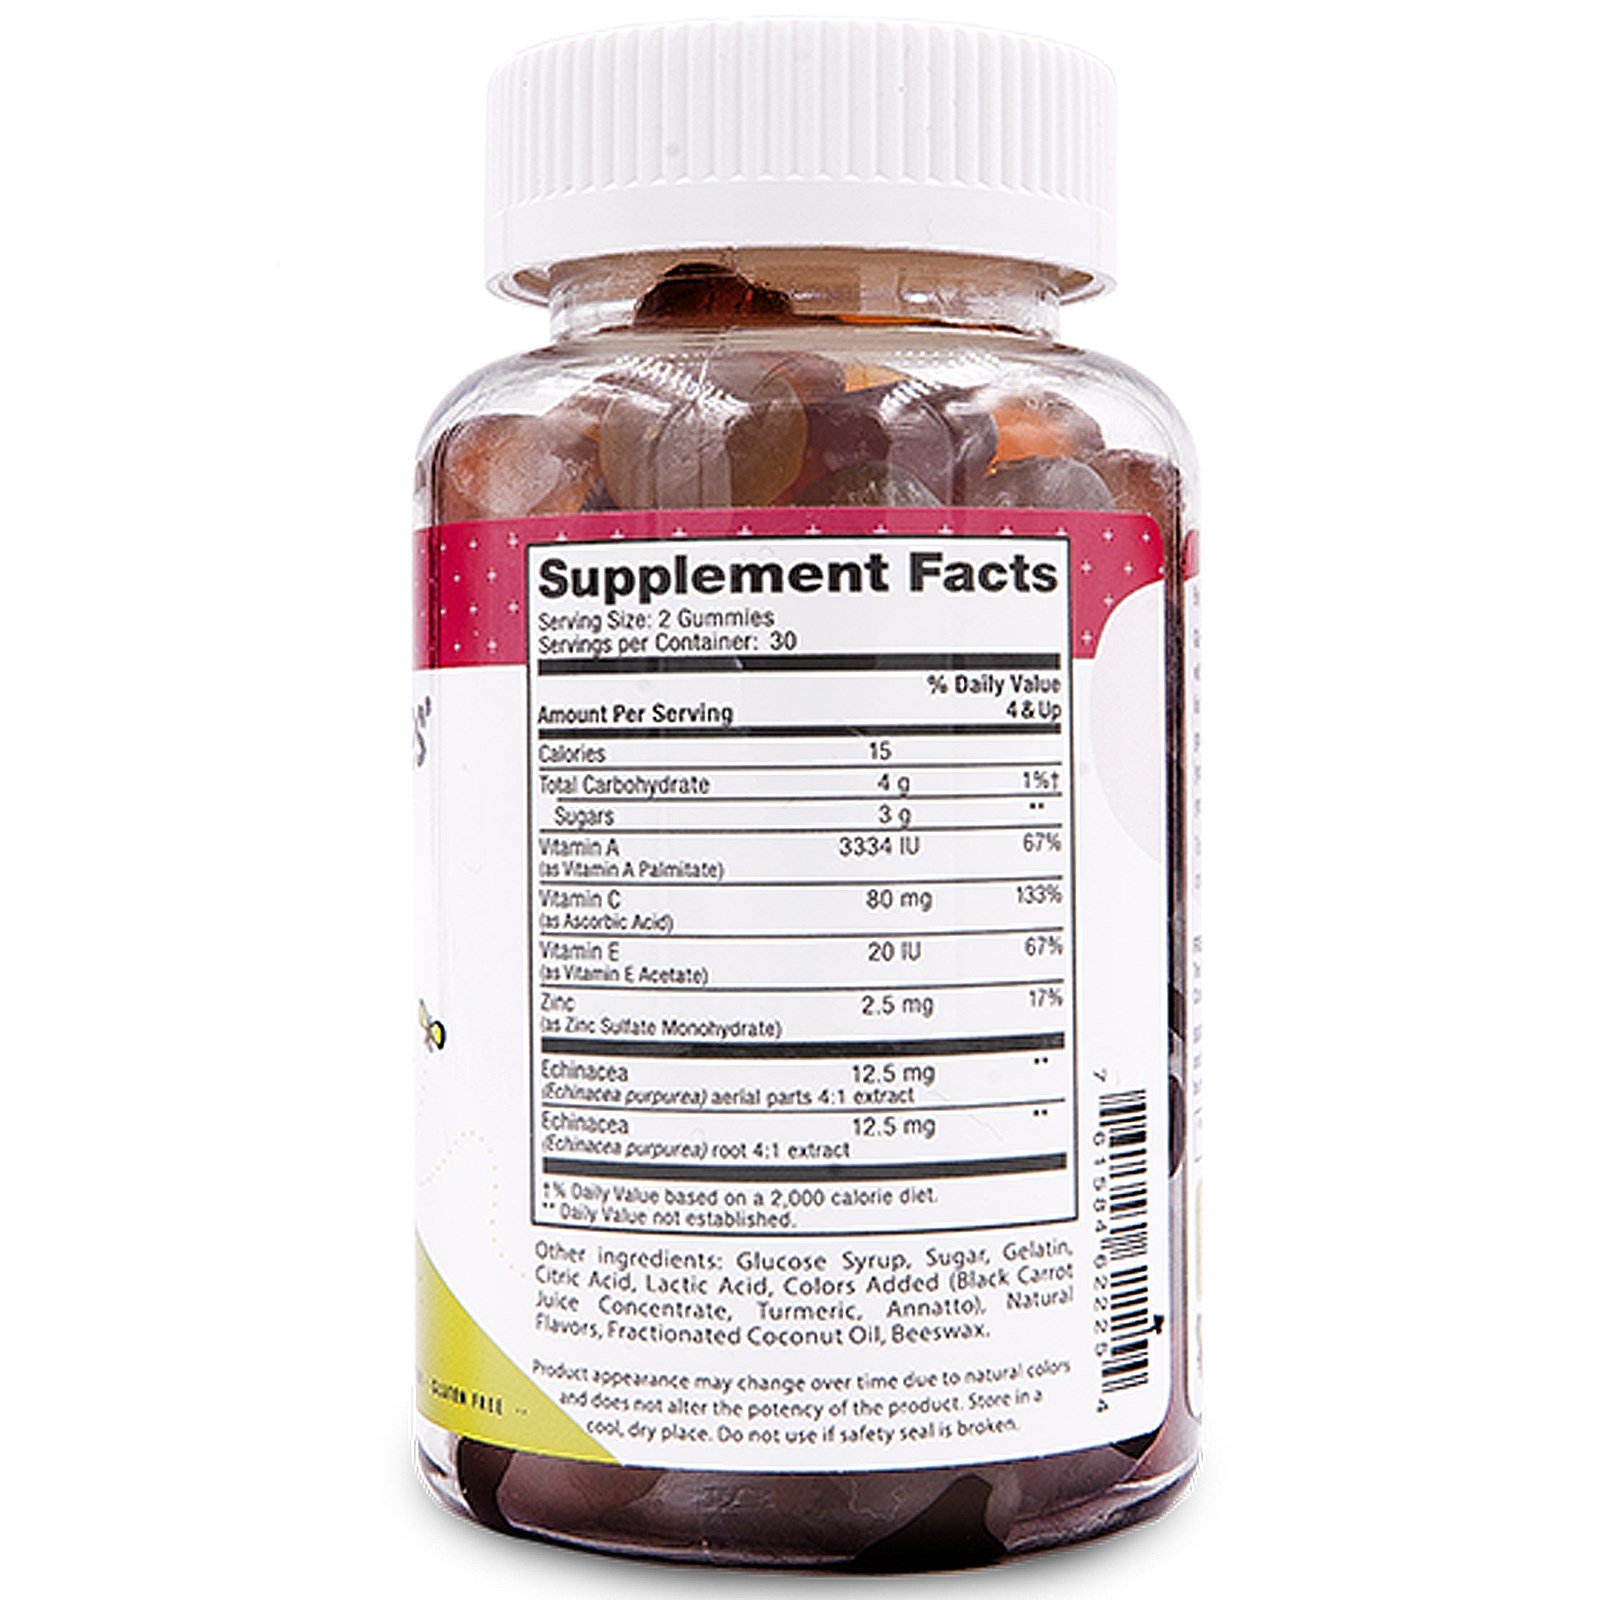 Supplement Facts
Serving Size: 2 Gummies
Servings per Container: 30
% Daily Value
Amount Per Serving 4 & Up
Calories 15
Total Carbohydrate 4 g 1%†
Sugars 3 g **
Vitamin A 3334 IU 67%
(as Vitamin A Palmitate)
Vitamin C 80 mg 133%
(as Ascorbic Acid)
Vitamin E 20 IU 67%
(as Vitamin E Acetate)
Zinc 2.5 mg 17%
(as Zinc Sulfate Monohydrate)
Echinacea 12.5 mg **
(Echinacea purpurea) aerial parts 4:1 extract
Echinacea 12.5 mg **
(Echinacea purpurea) root 4:1 extract
†% Daily Value based on a 2,000 calorie diet.
** Daily Value not established.
Other ingredients: Glucose Syrup, Sugar, Gelatin,
Citric Acid, Lactic Acid, Colors Added (Black Carrot
Juice Concentrate, Turmeric, Annatto), Natural
Flavors, Fractionated Coconut Oil, Beeswax.
Product appearance may change over time due to natural colors
and does not alter the potency of the product. Store in a
cool, dry place. Do not use if safety seal is broken.
GLUTEN FREE
7 61584 62225 4